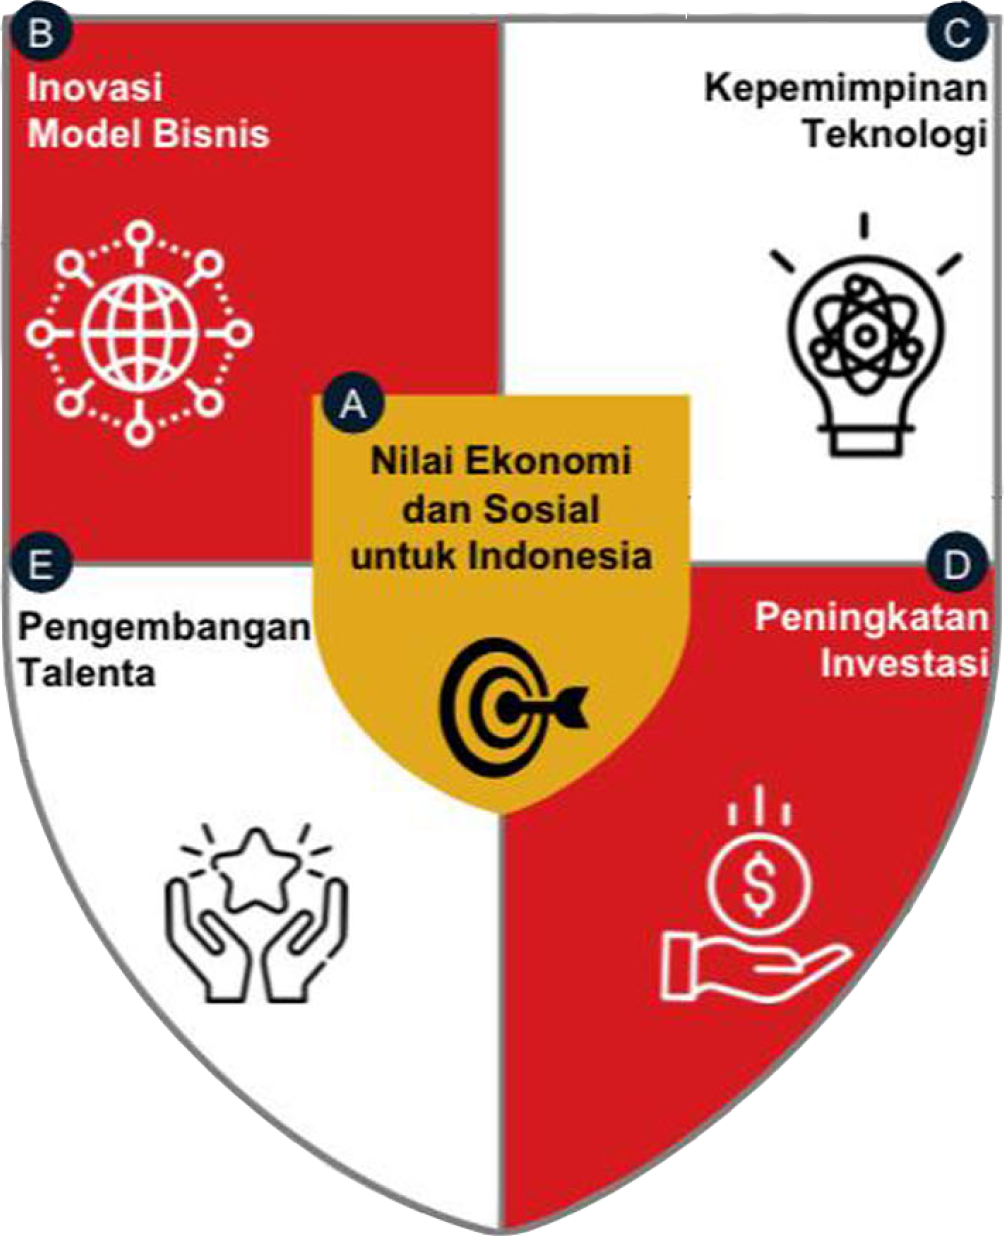 B
Inovasi
Model Bisnis
C
Kepemimpinan
Teknologi
A
Nilai Ekonomi
dan Sosial
untuk Indonesia
E
Pengembangan
Talenta
D
Peningkatan
Investasi
$